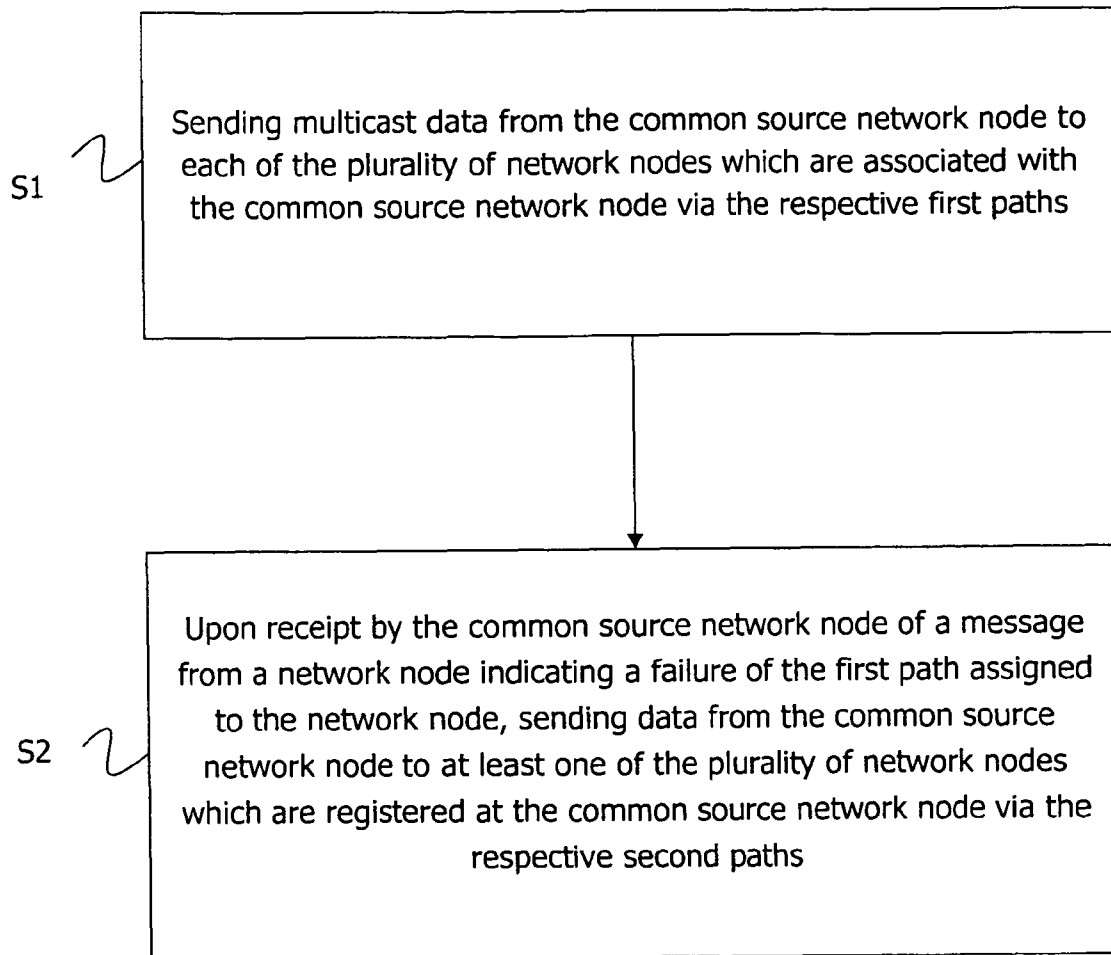 S1
Sending multicast data from the common source network node to
each of the plurality of network nodes which are associated with
the common source network node via the respective first paths
S2
Upon receipt by the common source network node of a message
from a network node indicating a failure of the first path assigned
to the network node, sending data from the common source
network node to at least one of the plurality of network nodes
which are registered at the common source network node via the
respective second paths